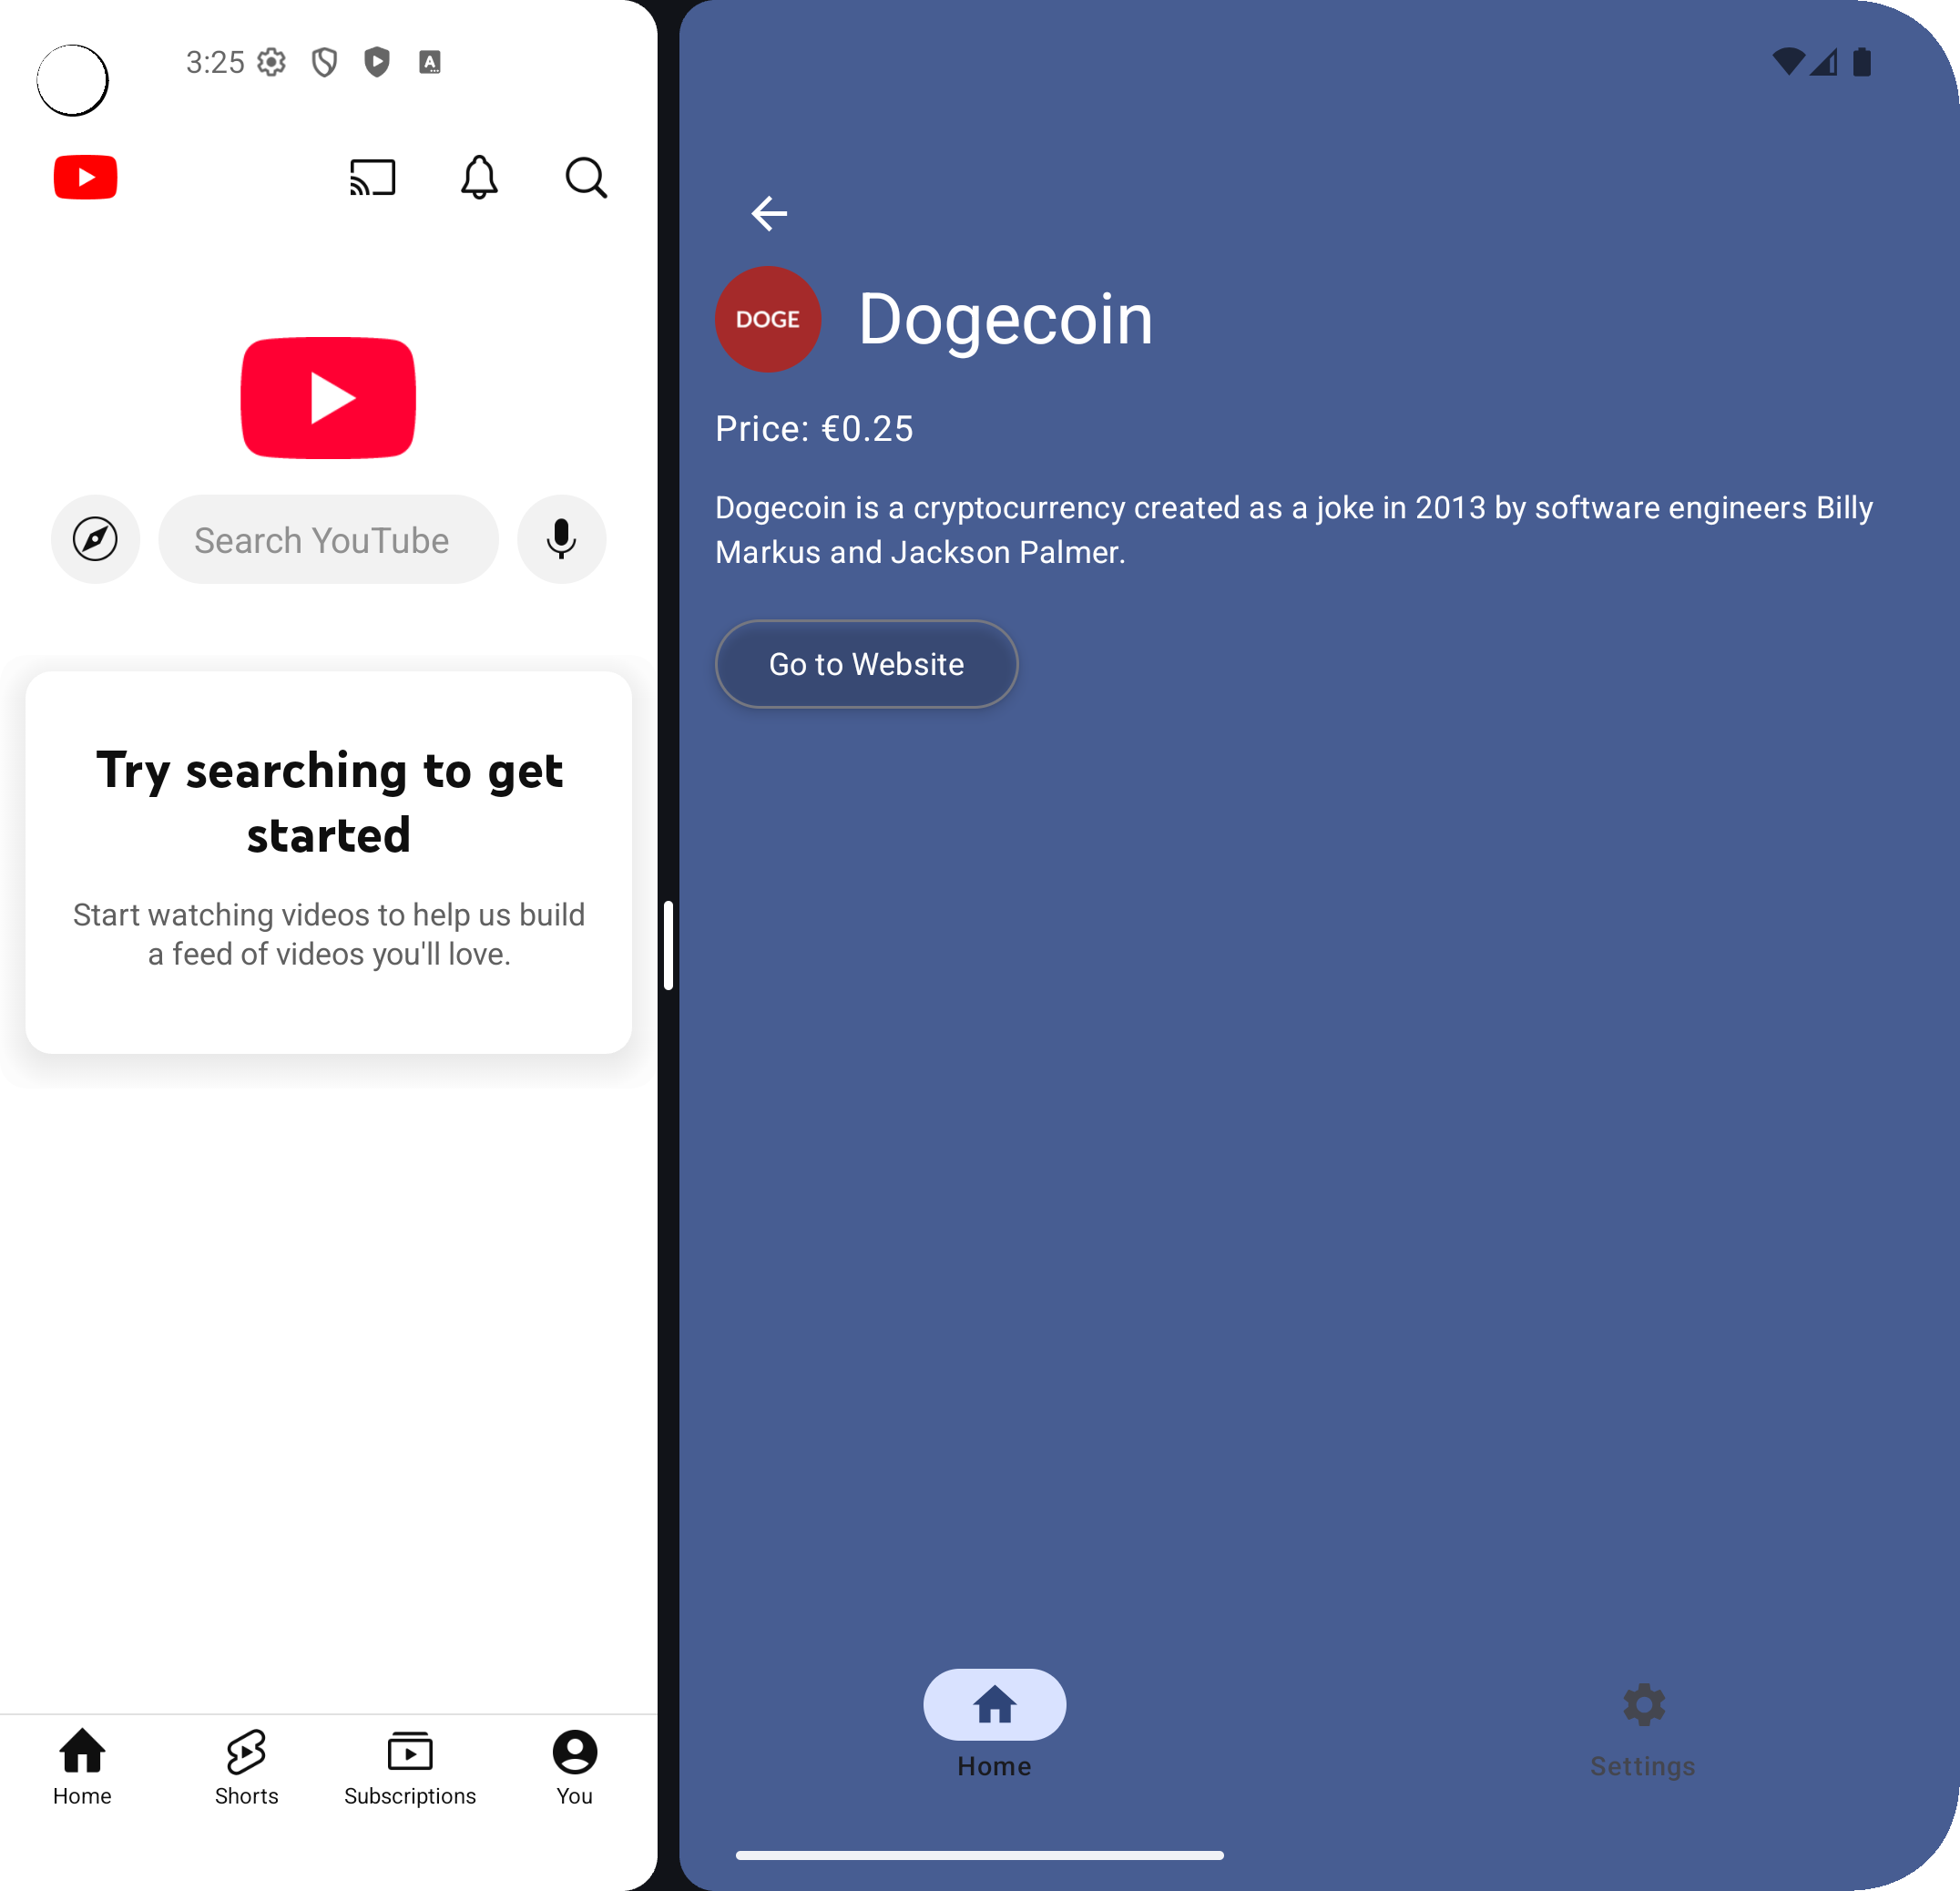 3:25
Search YouTube
Try searching to get
started
Start watching videos to help us build
a feed of videos you'll love.
Home
Shorts
Subscriptions
You
DOGE
Dogecoin
Price: €0.25
Dogecoin is a cryptocurrency created as a joke in 2013 by software engineers Billy
Markus and Jackson Palmer.
Go to Website
Home
Settings